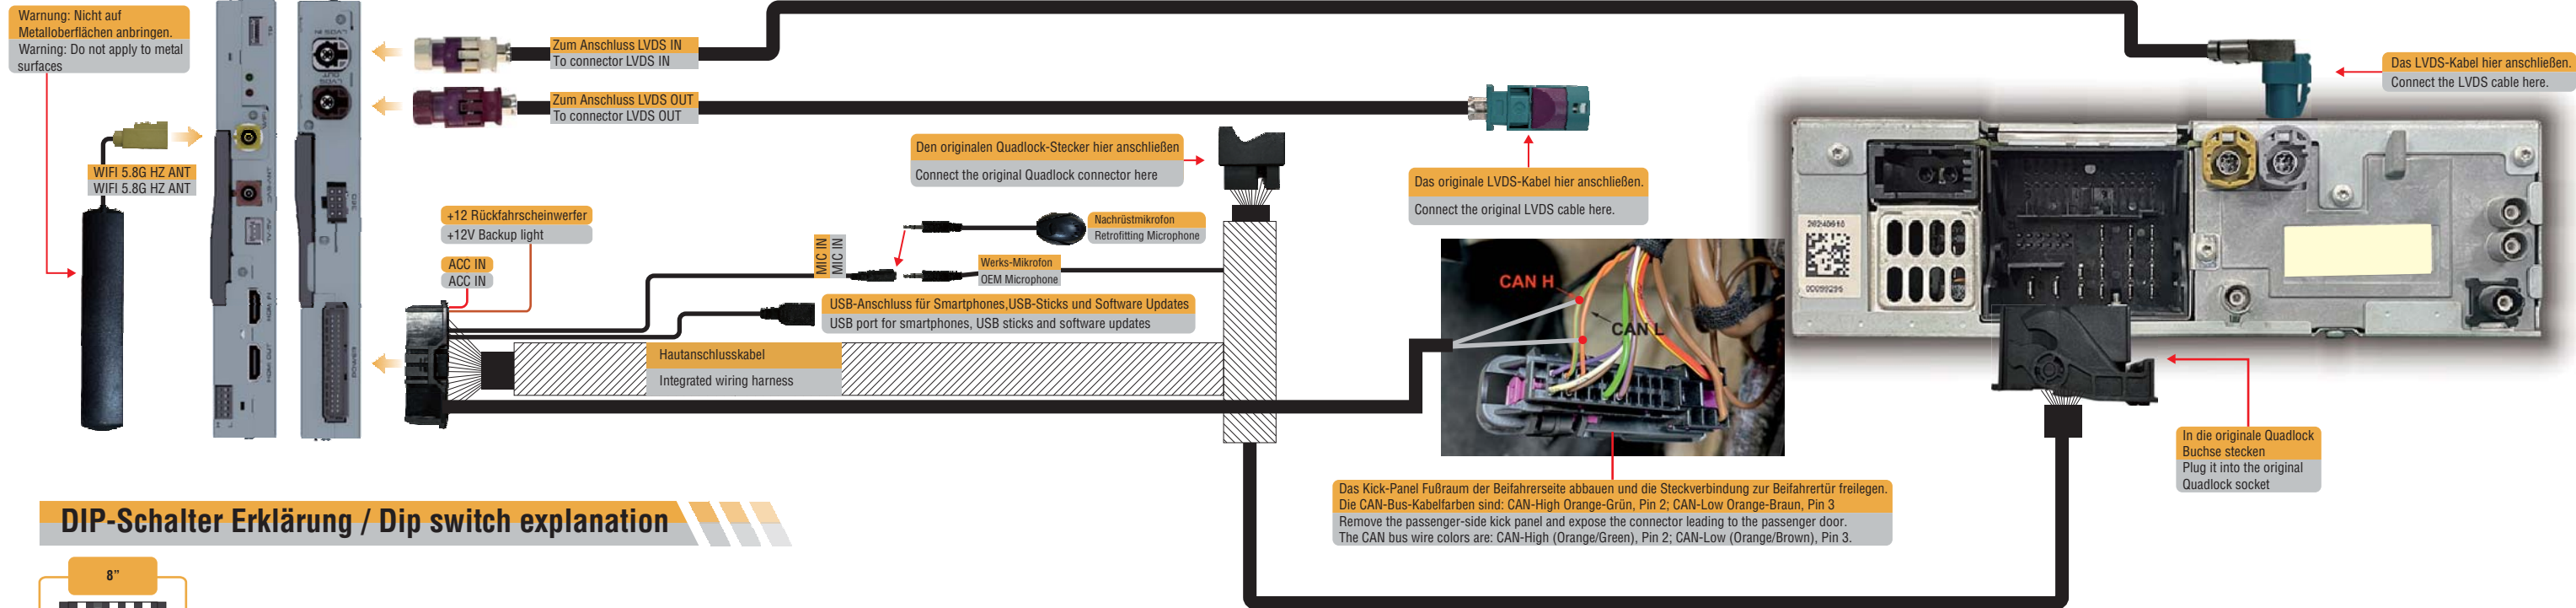 Warnung: Nicht auf
Metalloberflächen anbringen.
Warning: Do not apply to metal
surfaces
WIFI 5.8G HZ ANT
WIFI 5.8G HZ ANT
LVDS IN
LVDS
OUT
Zum Anschluss LVDS IN
To connector LVDS IN
Zum Anschluss LVDS OUT
To connector LVDS OUT
+12 Rückfahrscheinwerfer
+12V Backup light
ACC IN
ACC IN
MIC IN
MIC IN
Den originalen Quadlock-Stecker hier anschließen
Connect the original Quadlock connector here
Nachrüstmikrofon
Retrofitting Microphone
Werks-Mikrofon
OEM Microphone
USB-Anschluss für Smartphones,USB-Sticks und Software Updates
USB port for smartphones, USB sticks and software updates
Hautanschlusskabel
Integrated wiring harness
Das originale LVDS-Kabel hier anschließen.
Connect the original LVDS cable here.
CAN H
CAN L
Das LVDS-Kabel hier anschließen.
Connect the LVDS cable here.
In die originale Quadlock
Buchse stecken
Plug it into the original
Quadlock socket
Das Kick-Panel Fußraum der Beifahrerseite abbauen und die Steckverbindung zur Beifahrertür freilegen.
Die CAN-Bus-Kabelfarben sind: CAN-High Orange-Grün, Pin 2; CAN-Low Orange-Braun, Pin 3
Remove the passenger-side kick panel and expose the connector leading to the passenger door.
The CAN bus wire colors are: CAN-High (Orange/Green), Pin 2; CAN-Low (Orange/Brown), Pin 3.
DIP-Schalter Erklärung / Dip switch explanation
8”